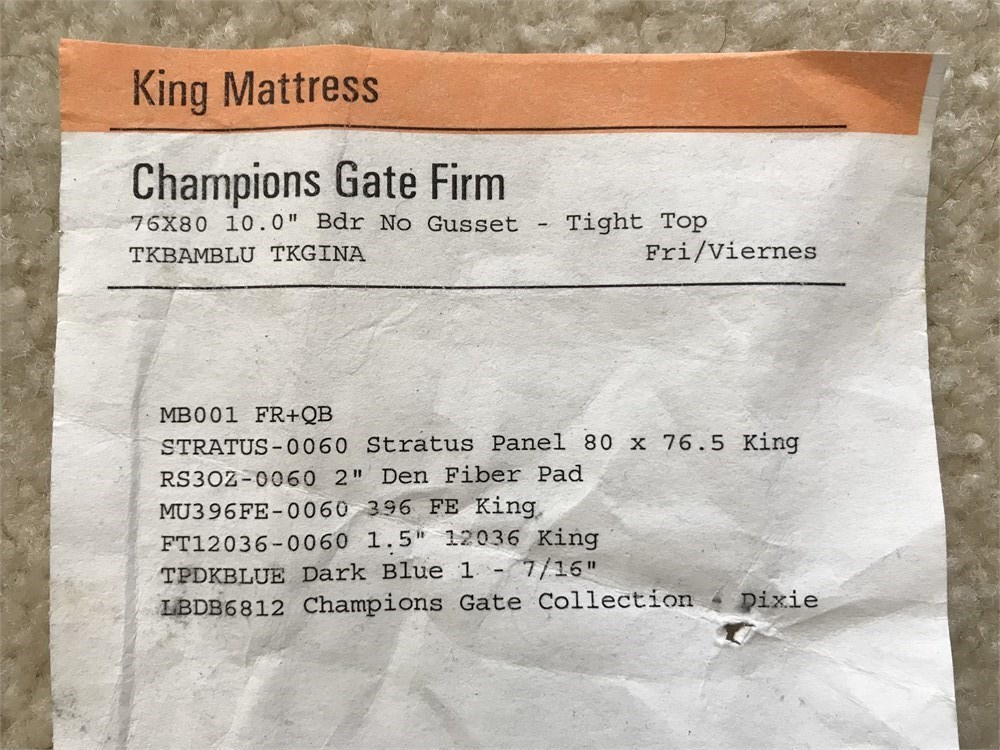 King Mattress
Champions Gate Firm
76X80 10.0" Bdr No Gusset - Tight Top
TKBAMBLU TKGINA Fri/Viernes
MB001 FR+QB
STRATUS-0060 Stratus Panel 80 x 76.5 King
RS3OZ-0060 2" Den Fiber Pad
MU396FE-0060 396 FE King
FT12036-0060 1.5" 12036 King
TPDKBLUE Dark Blue 1 - 7/16"
LBDB6812 Champions Gate Collection - Dixie